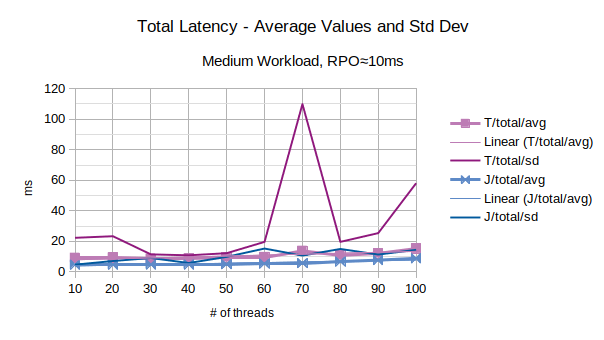 Total Latency - Average Values and Std Dev
Medium Workload, RPO≈10ms
120
100
80
60
40
20
0
ms
10 20 30 40 50 60 70 80 90 100
# of threads
T/total/avg
Linear (T/total/avg)
T/total/sd
J/total/avg
Linear (J/total/avg)
J/total/sd